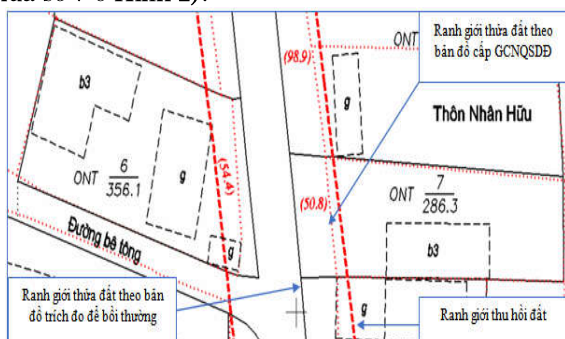 ONT
Ranh giới thửa đất theo
bản đồ cấp GCNQSDĐ
(98.9)
b3
g
g
Thôn Nhân Hữu
ONT 6
356.1
(54.4)
ONT 7
286.3
(50.8)
g
b3
Đường bê tông
Ranh giới thửa đất theo bản
đồ trích đo để bồi thường
g
Ranh giới thu hồi đất